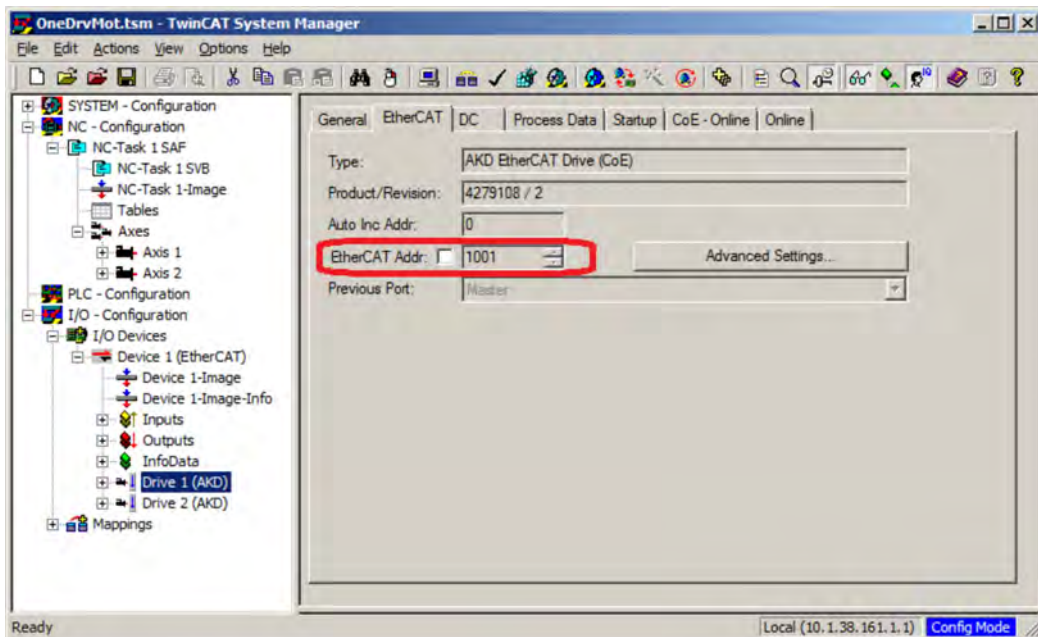 OneDrvMot.tsm - TwinCAT System Manager
File Edit Actions View Options Help
SYSTEM - Configuration
NC - Configuration
NC-Task 1 SAF
NC-Task 1 SVB
NC-Task 1-Image
Tables
Axes
Axis 1
Axis 2
PLC - Configuration
I/O - Configuration
I/O Devices
Device 1 (EtherCAT)
Device 1-Image
Device 1-Image-Info
Inputs
Outputs
InfoData
Drive 1 (AKD)
Drive 2 (AKD)
Mappings
General EtherCAT DC Process Data Startup CoE - Online Online
Type: AKD EtherCAT Drive (CoE)
Product/Revision: 4279108 / 2
Auto Inc Addr: 0
EtherCAT Addr: 1001 Advanced Settings...
Previous Port: Master
Ready Local (10.1.38.161.1.1) Config Mode